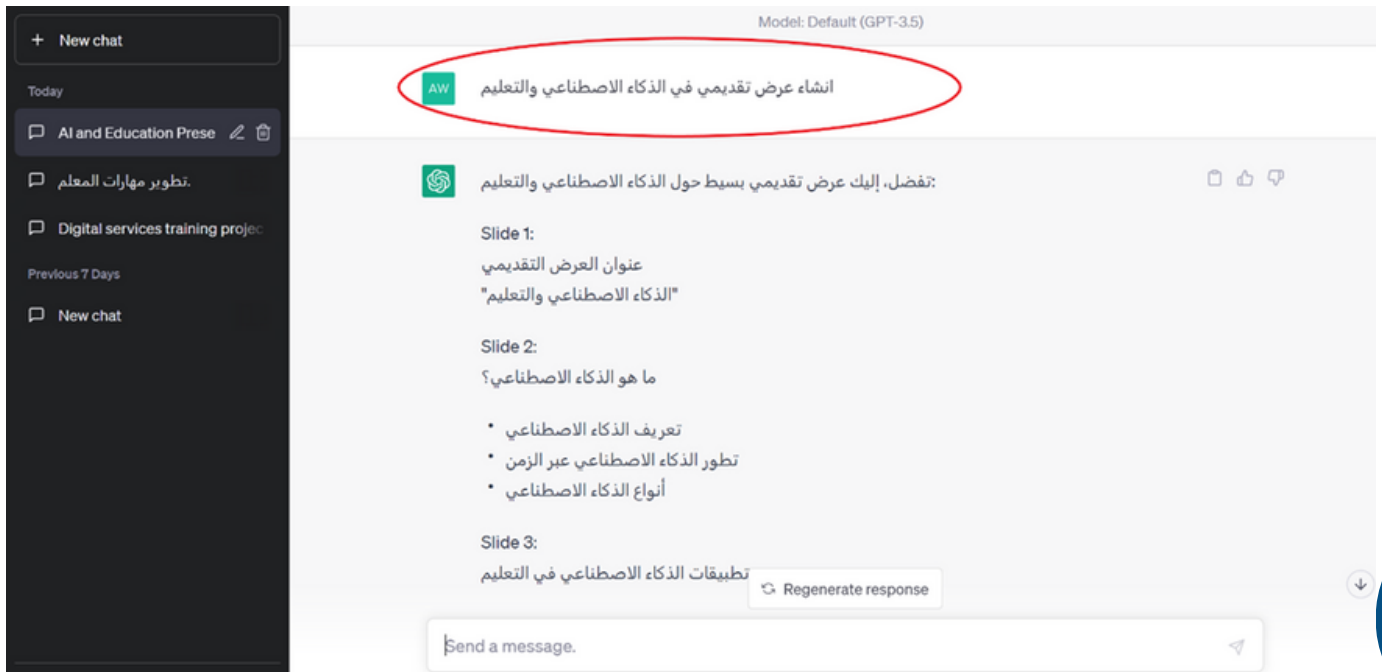 + New chat
Today
AI and Education Prese
تطوير مهارات المعلم.
Digital services training projec
Previous 7 Days
New chat
Model: Default (GPT-3.5)
AW
انشاء عرض تقديمي في الذكاء الاصطناعي والتعليم
تفضل، إليك عرض تقديمي بسيط حول الذكاء الاصطناعي والتعليم:
Slide 1:
عنوان العرض التقديمي
"الذكاء الاصطناعي والتعليم"
Slide 2:
ما هو الذكاء الاصطناعي؟
• تعريف الذكاء الاصطناعي
• تطور الذكاء الاصطناعي عبر الزمن
• أنواع الذكاء الاصطناعي
Slide 3:
تطبيقات الذكاء الاصطناعي في التعليم
Regenerate response
Send a message.